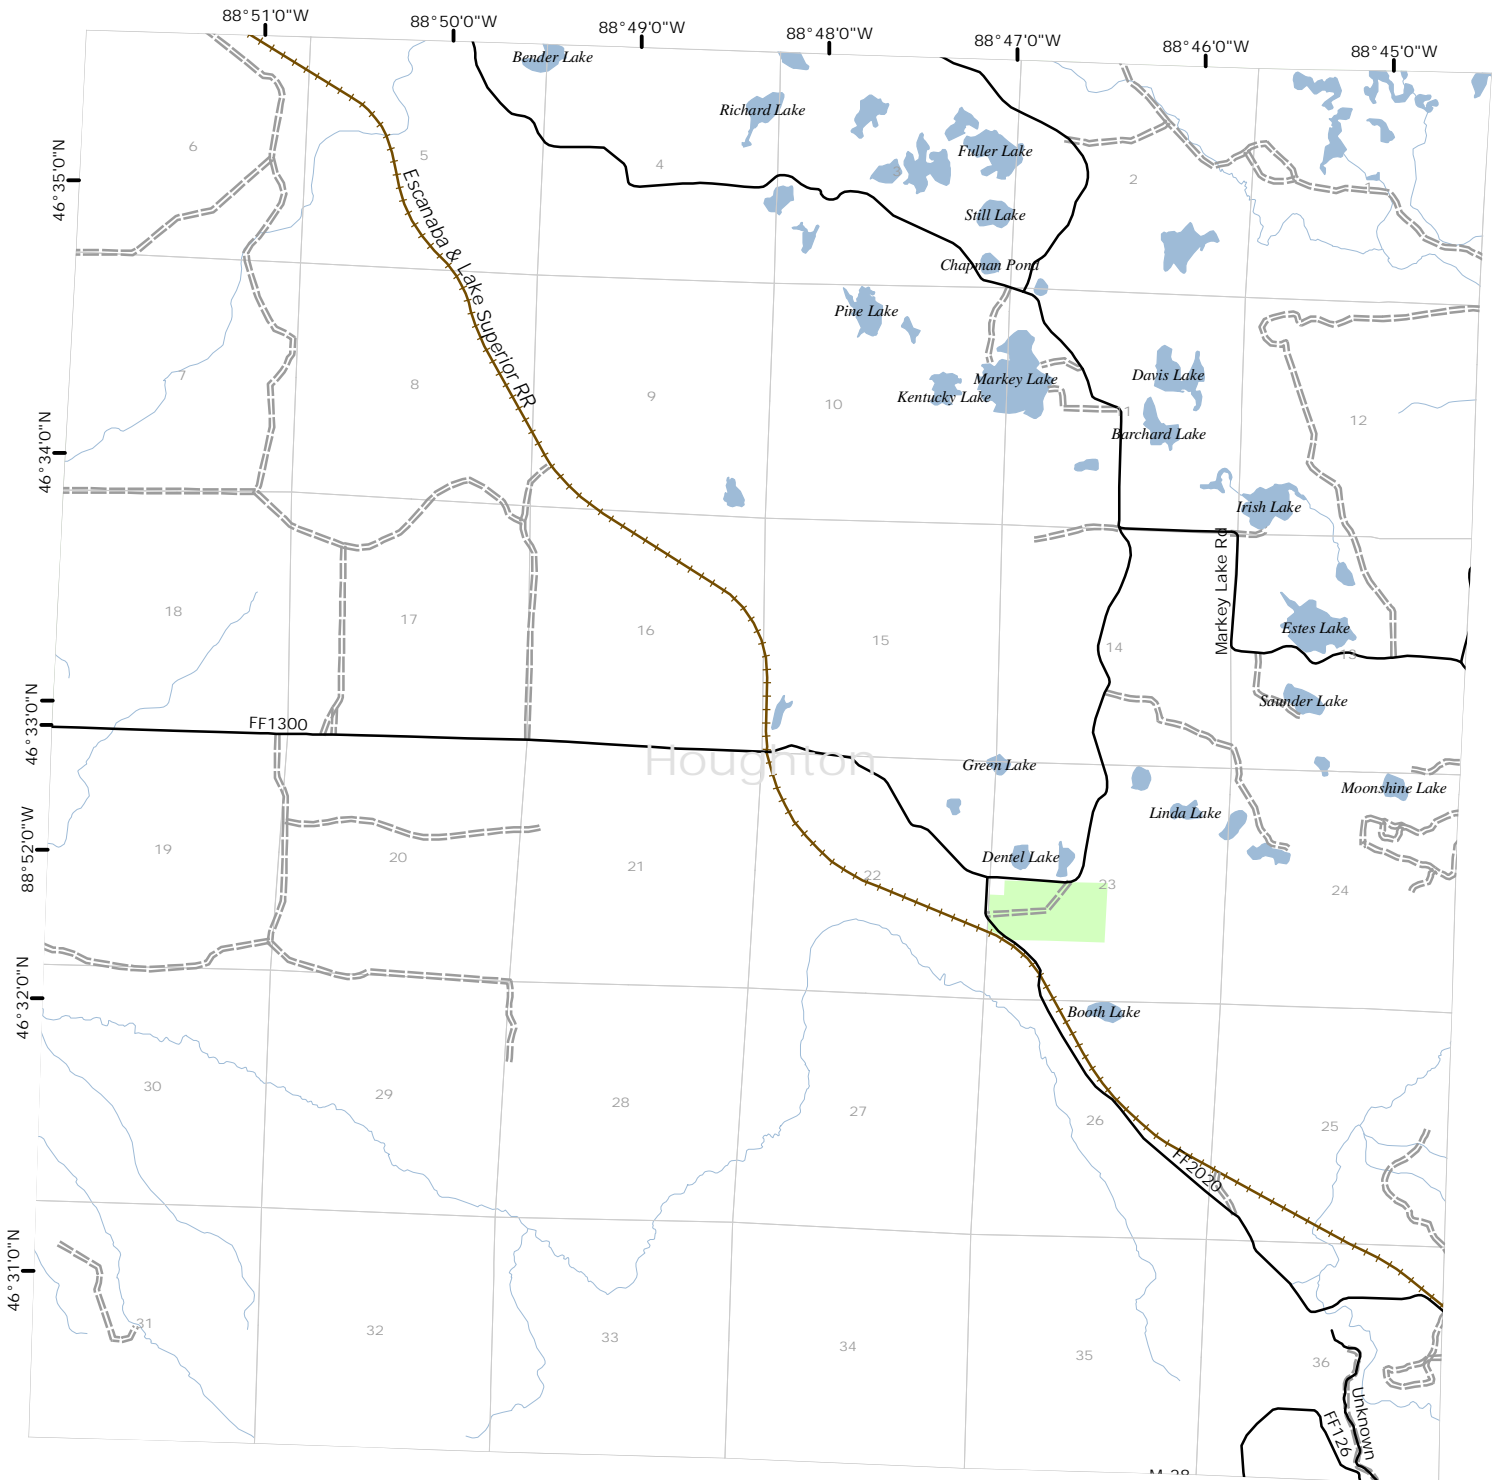 88°51'0"W
88°50'0"W
88°49'0"W
88°48'0"W
88°47'0"W
88°46'0"W
88°45'0"W
Bender Lake
Richard Lake
Fuller Lake
6
5
4
3
2
1
46°35'0"N
Escanaba & Lake Superior RR
Still Lake
Chapman Pond
Pine Lake
Markey Lake
Kentucky Lake
Davis Lake
Barchard Lake
7
8
9
10
11
12
46°34'0"N
Irish Lake
Markey Lake Rd
Estes Lake
18
17
16
15
14
13
Saunder Lake
46°33'0"N
FF1300
Houghton
Green Lake
Moonshine Lake
Linda Lake
88°52'0"W
Dentel Lake
19
20
21
22
23
24
46°32'0"N
Booth Lake
30
29
28
27
26
25
FF2020
46°31'0"N
31
32
33
34
35
36
Unknown
FF126
M-28